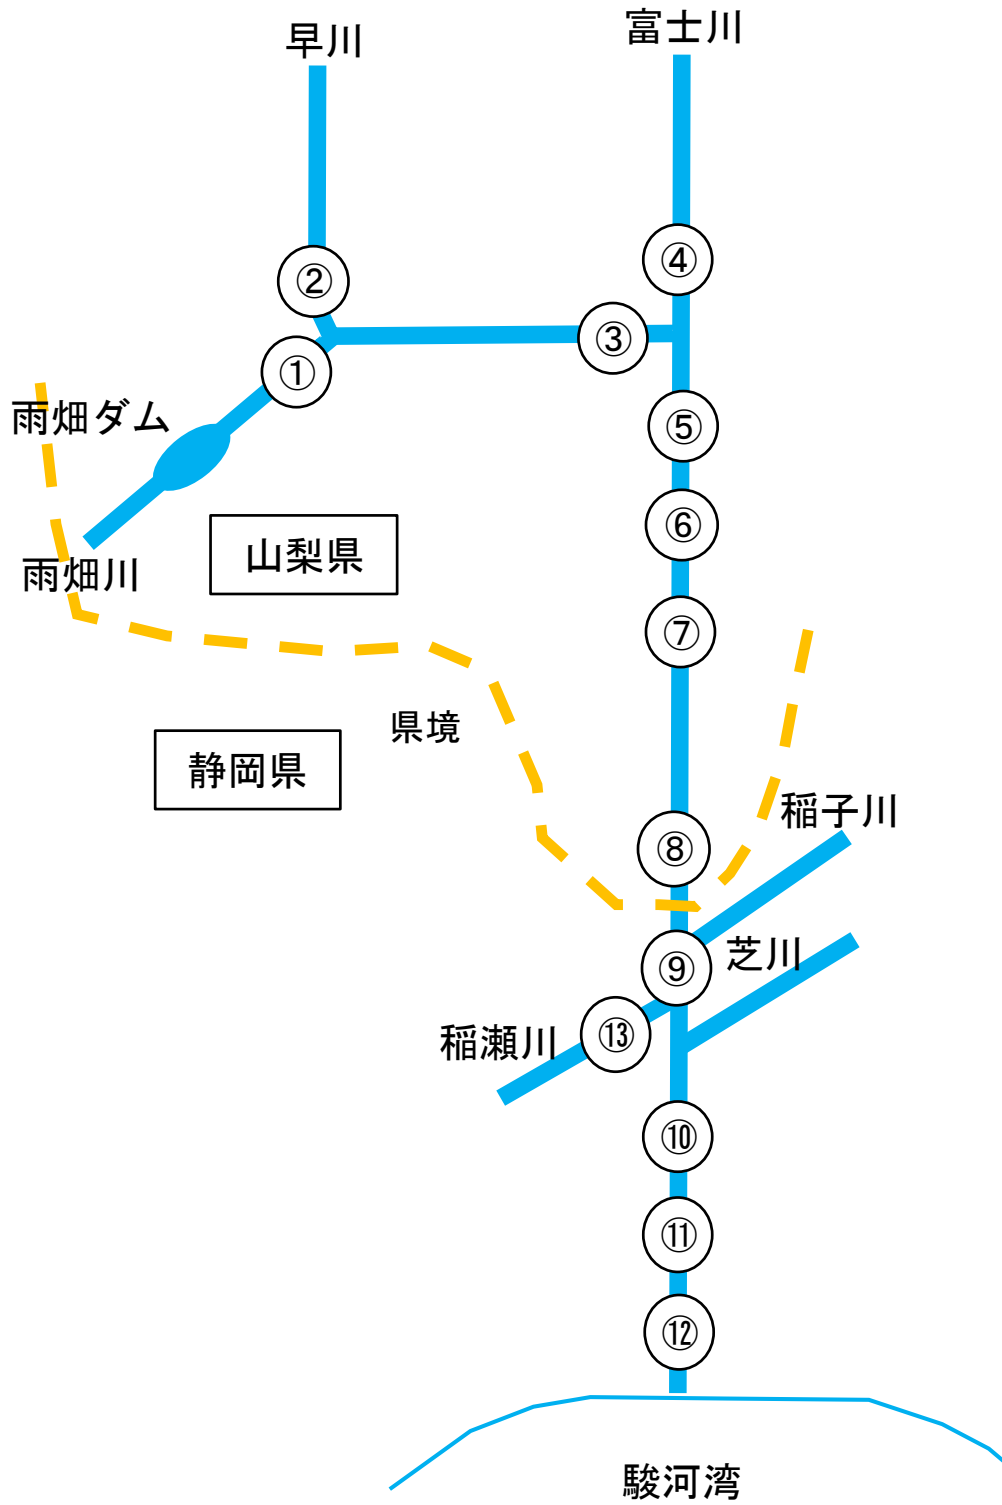 早川
富士川
④
②
③
①
雨畑ダム
⑤
⑥
山梨県
雨畑川
⑦
県境
静岡県
稲子川
⑧
芝川
⑨
⑬
稲瀬川
⑩
⑪
⑫
駿河湾